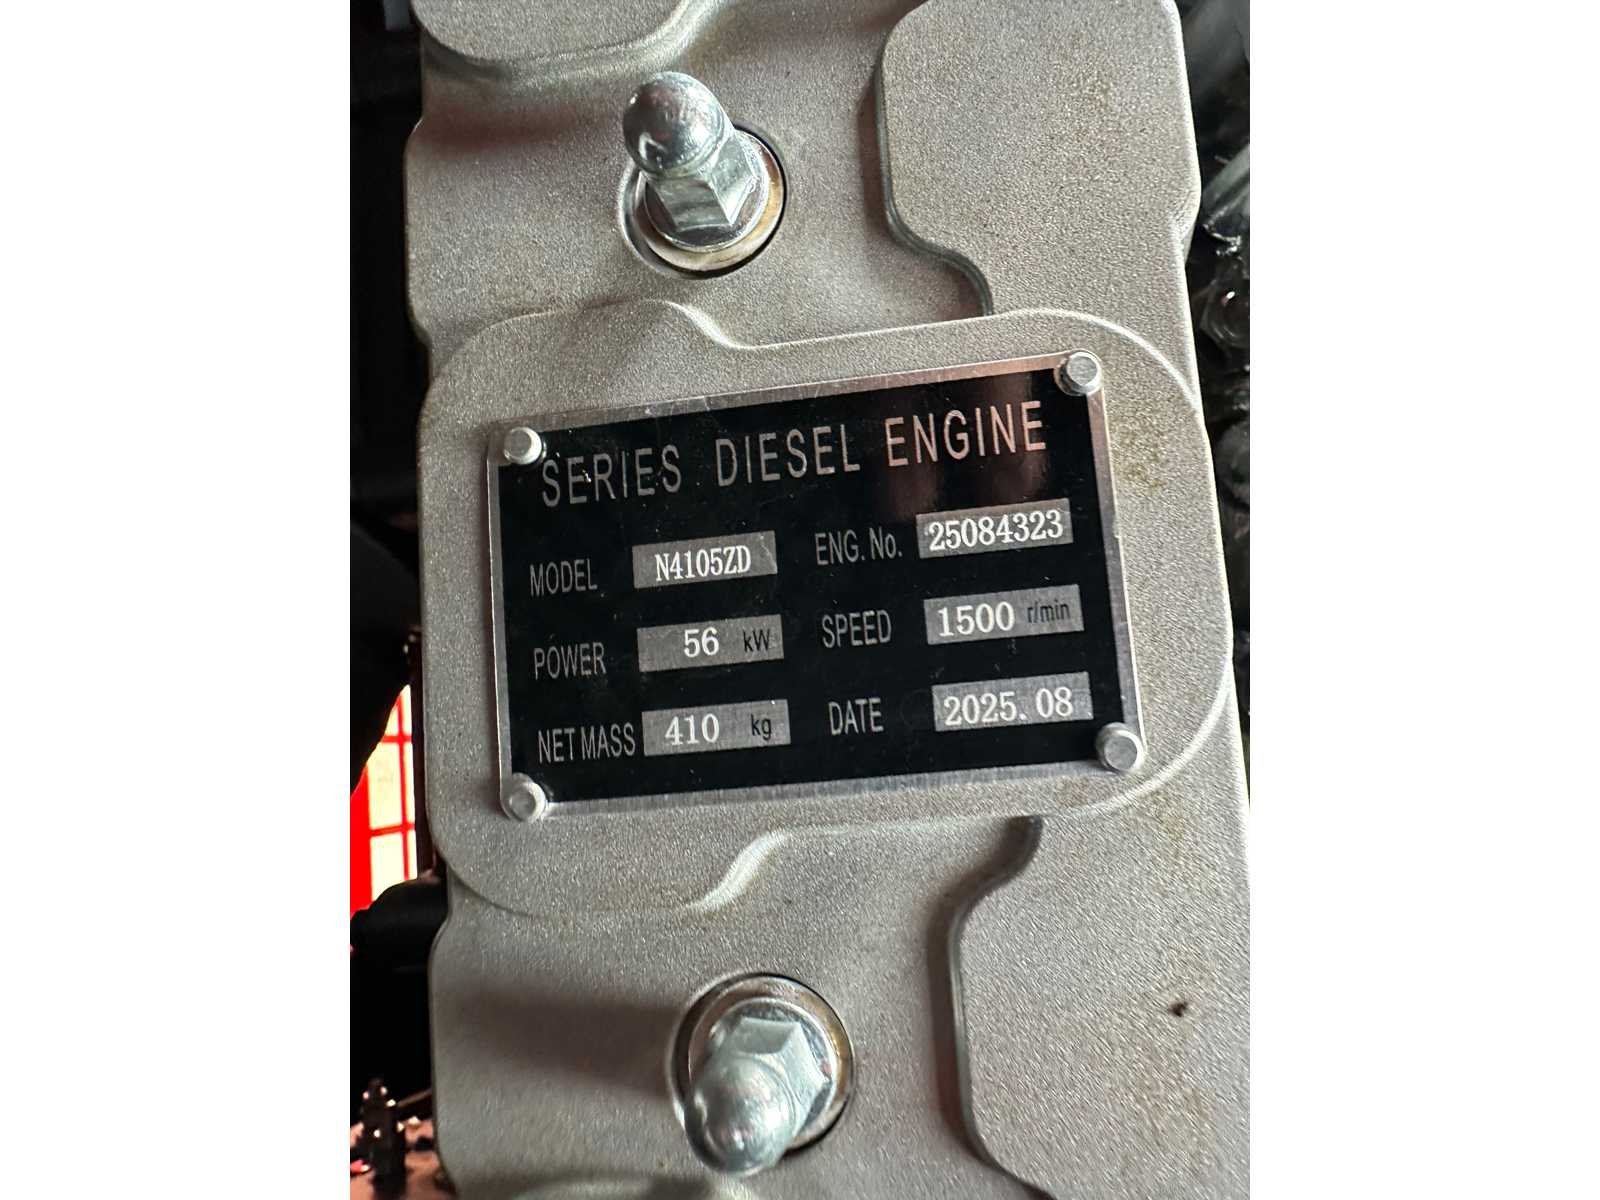 SERIES DIESEL ENGINE
MODEL N4105ZD ENG. No. 25084323
POWER 56 kW SPEED 1500 r/min
NET MASS 410 kg DATE 2025.08